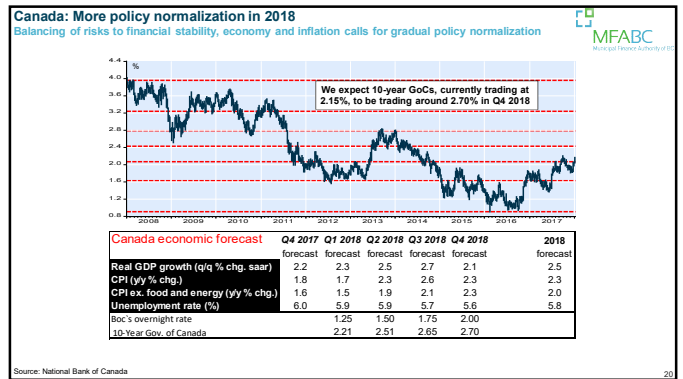 Canada: More policy normalization in 2018
Balancing of risks to financial stability, economy and inflation calls for gradual policy normalization
MFABC
Municipal Finance Authority of BC
4.4
%
4.0
3.6
3.2
2.8
2.4
2.0
1.6
1.2
0.8
We expect 10-year GoCs, currently trading at
2.15%, to be trading around 2.70% in Q4 2018
2008 2009 2010 2011 2012 2013 2014 2015 2016 2017
Canada economic forecast Q4 2017 Q1 2018 Q2 2018 Q3 2018 Q4 2018 2018
forecast forecast forecast forecast forecast forecast
Real GDP growth (q/q % chg. saar) 2.2 2.3 2.5 2.7 2.1 2.5
CPI (y/y % chg.) 1.8 1.7 2.3 2.6 2.3 2.3
CPI ex. food and energy (y/y % chg.) 1.6 1.5 1.9 2.1 2.3 2.0
Unemployment rate (%) 6.0 5.9 5.9 5.7 5.6 5.8
Boc`s overnight rate 1.25 1.50 1.75 2.00
10-Year Gov. of Canada 2.21 2.51 2.65 2.70
Source: National Bank of Canada
20